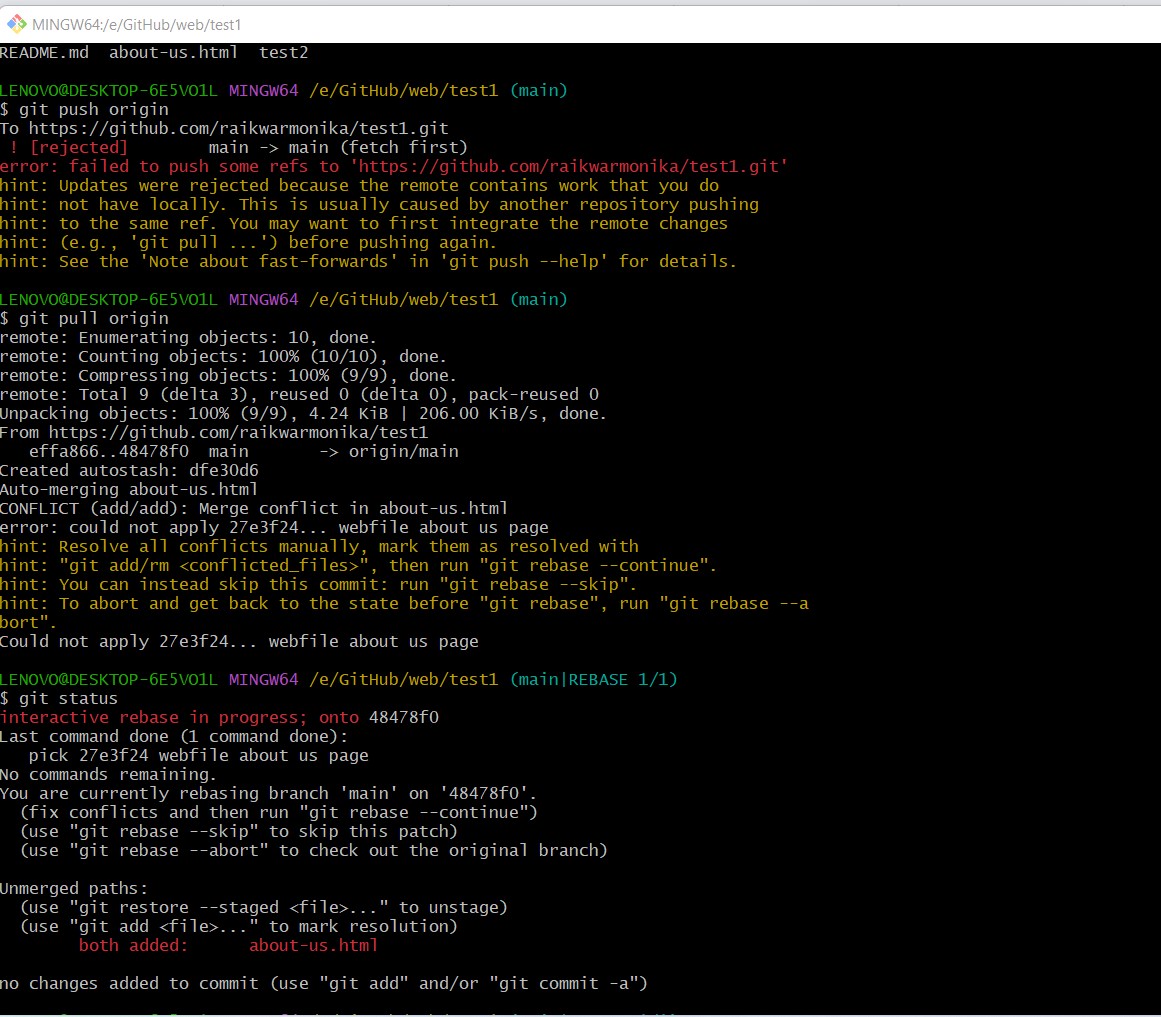 MINGW64:/e/GitHub/web/test1
README.md  about-us.html  test2
LENOVO@DESKTOP-6E5VO1L MINGW64 /e/GitHub/web/test1 (main)
$ git push origin
To https://github.com/raikwarmonika/test1.git
 ! [rejected]        main -> main (fetch first)
error: failed to push some refs to 'https://github.com/raikwarmonika/test1.git'
hint: Updates were rejected because the remote contains work that you do
hint: not have locally. This is usually caused by another repository pushing
hint: to the same ref. You may want to first integrate the remote changes
hint: (e.g., 'git pull ...') before pushing again.
hint: See the 'Note about fast-forwards' in 'git push --help' for details.
LENOVO@DESKTOP-6E5VO1L MINGW64 /e/GitHub/web/test1 (main)
$ git pull origin
remote: Enumerating objects: 10, done.
remote: Counting objects: 100% (10/10), done.
remote: Compressing objects: 100% (9/9), done.
remote: Total 9 (delta 3), reused 0 (delta 0), pack-reused 0
Unpacking objects: 100% (9/9), 4.24 KiB | 206.00 KiB/s, done.
From https://github.com/raikwarmonika/test1
   effa866..48478f0  main       -> origin/main
Created autostash: dfe30d6
Auto-merging about-us.html
CONFLICT (add/add): Merge conflict in about-us.html
error: could not apply 27e3f24... webfile about us page
hint: Resolve all conflicts manually, mark them as resolved with
hint: "git add/rm <conflicted_files>", then run "git rebase --continue".
hint: You can instead skip this commit: run "git rebase --skip".
hint: To abort and get back to the state before "git rebase", run "git rebase --a
bort".
Could not apply 27e3f24... webfile about us page
LENOVO@DESKTOP-6E5VO1L MINGW64 /e/GitHub/web/test1 (main|REBASE 1/1)
$ git status
interactive rebase in progress; onto 48478f0
Last command done (1 command done):
   pick 27e3f24 webfile about us page
No commands remaining.
You are currently rebasing branch 'main' on '48478f0'.
  (fix conflicts and then run "git rebase --continue")
  (use "git rebase --skip" to skip this patch)
  (use "git rebase --abort" to check out the original branch)
Unmerged paths:
  (use "git restore --staged <file>..." to unstage)
  (use "git add <file>..." to mark resolution)
        both added:      about-us.html
no changes added to commit (use "git add" and/or "git commit -a")